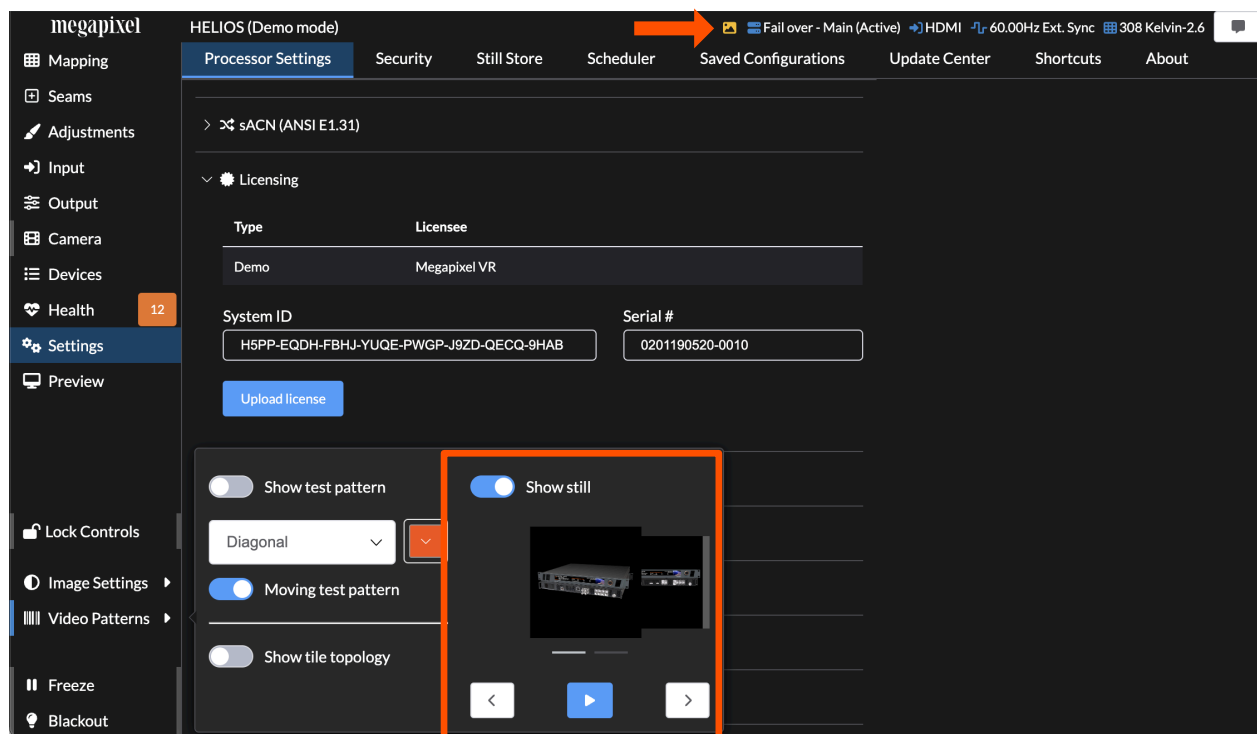 megapixel
HELIOS (Demo mode)
Fail over - Main (Active) HDMI 60.00Hz Ext. Sync 308 Kelvin-2.6
Mapping
Seams
Adjustments
Input
Output
Camera
Devices
Health 12
Settings
Preview
Lock Controls
Image Settings
Video Patterns
Freeze
Blackout
Processor Settings Security Still Store Scheduler Saved Configurations Update Center Shortcuts About
sACN (ANSI E1.31)
Licensing
Type Licensee
Demo Megapixel VR
System ID Serial #
H5PP-EQDH-FBHJ-YUQE-PWGP-J9ZD-QECQ-9HAB 0201190520-0010
Upload license
Show test pattern
Diagonal
Moving test pattern
Show tile topology
Show still